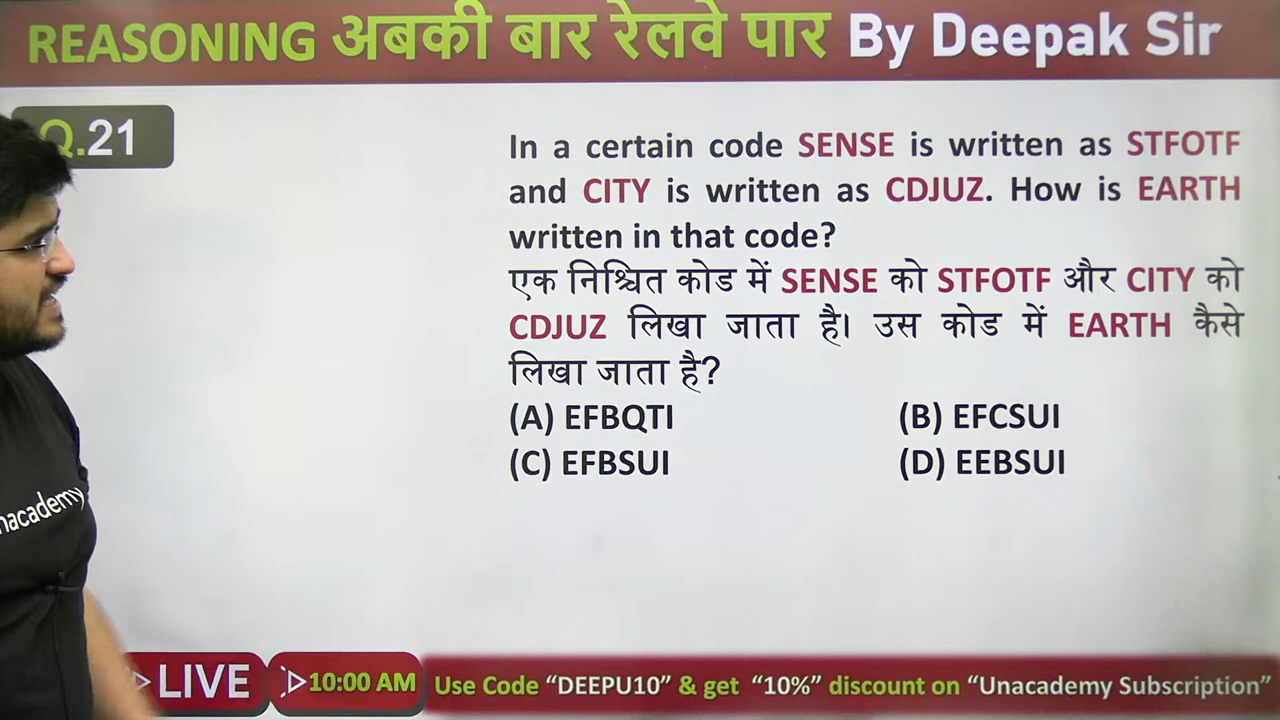 REASONING अबकी बार रेलवे पार By Deepak Sir
Q.21
In a certain code SENSE is written as STFOTF
and CITY is written as CDJUZ. How is EARTH
written in that code?
एक निश्चित कोड में SENSE को STFOTF और CITY को
CDJUZ लिखा जाता है। उस कोड में EARTH कैसे
लिखा जाता है?
(A) EFBQTI (B) EFCSUI
(C) EFBSUI (D) EEBSUI
nacademy
LIVE 10:00 AM Use Code “DEEPU10” & get “10%” discount on “Unacademy Subscription”